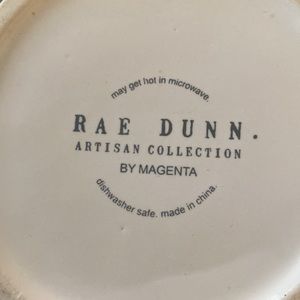 may get hot in microwave.
RAE DUNN.
ARTISAN COLLECTION
BY MAGENTA
dishwasher safe. made in china.